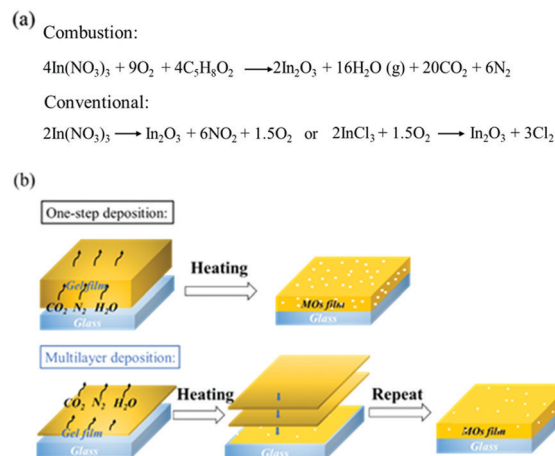 (a)
Combustion:
4In(NO₃)₃ + 9O₂ + 4C₅H₈O₂ ⟶2In₂O₃ + 16H₂O (g) + 20CO₂ + 6N₂
Conventional:
2In(NO₃)₃ ⟶ In₂O₃ + 6NO₂ + 1.5O₂ or 2InCl₃ + 1.5O₂ ⟶ In₂O₃ + 3Cl₂
(b)
One-step deposition:
Gel film
CO₂ N₂ H₂O
Glass
Heating
MOs film
Glass
Multilayer deposition:
CO₂ N₂ H₂O
Gel film
Glass
Heating
Glass
Repeat
MOs film
Glass